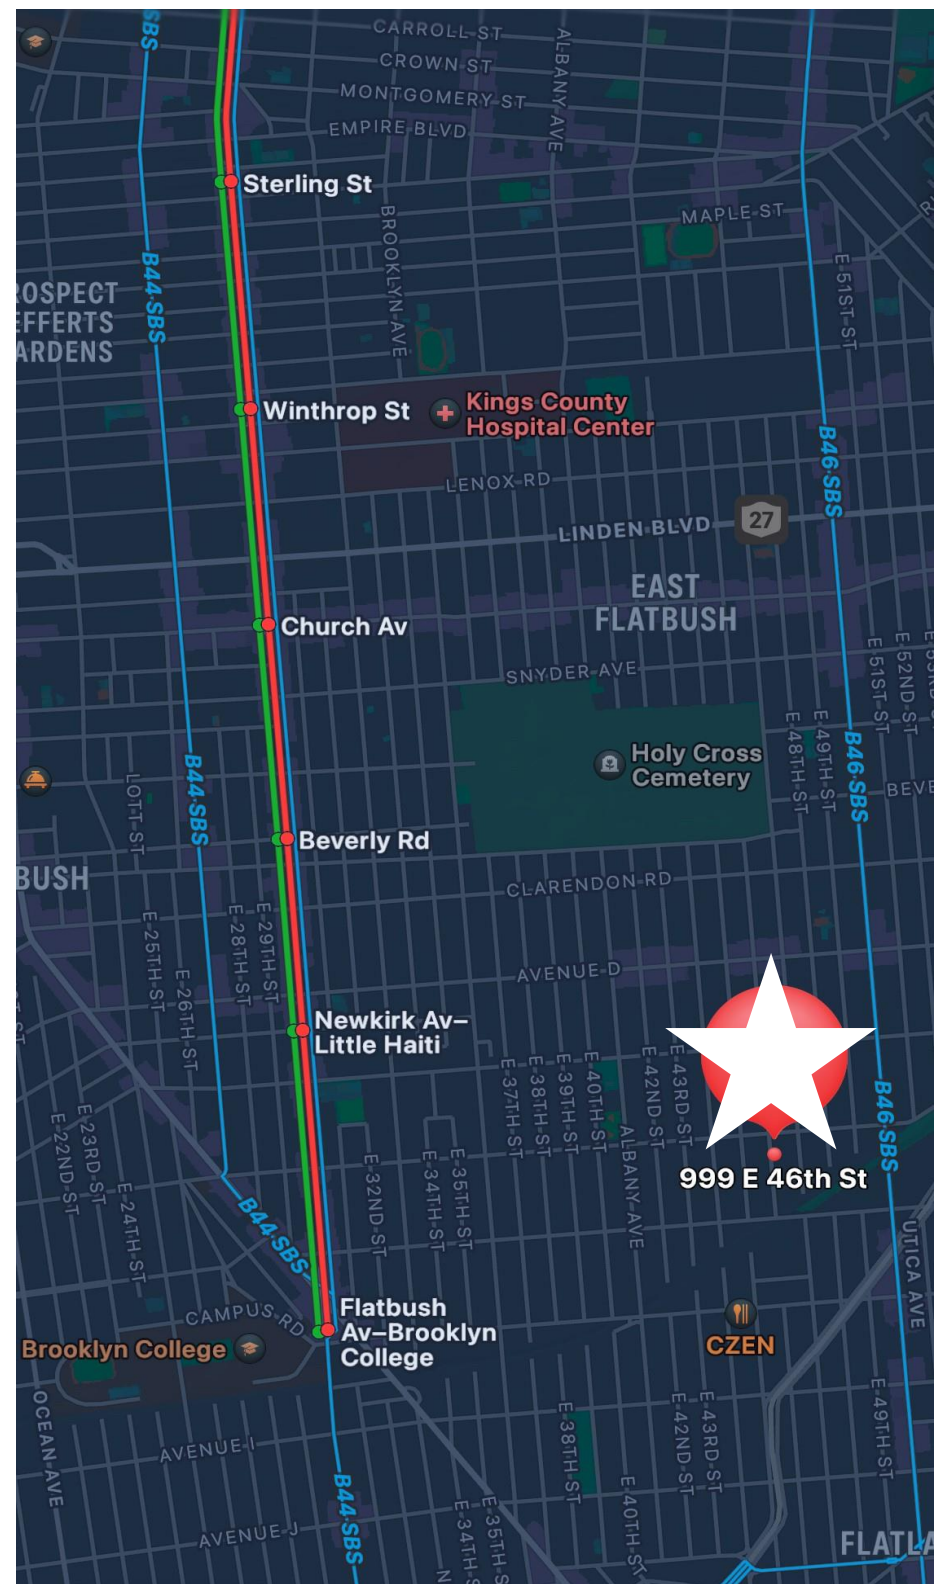 SBS
CARROLL ST
CROWN ST
MONTGOMERY ST
EMPIRE BLVD
ALBANY AVE
Sterling St
MAPLE ST
BROOKLYN AVE
B44-SBS
E 51ST ST
ROSPECT
EFFERTS
ARDENS
Winthrop St
Kings County
Hospital Center
B46-SBS
LENOX RD
LINDEN BLVD
27
EAST
FLATBUSH
Church Av
SNYDER AVE
E 51ST ST
E 52ND ST
E 48TH ST
E 49TH ST
B46-SBS
Holy Cross
Cemetery
BEVE
B44-SBS
LOTT ST
Beverly Rd
BUSH
CLARENDON RD
E 25TH ST
E 26TH ST
E 28TH ST
E 29TH ST
AVENUE D
Newkirk Av–
Little Haiti
E 37TH ST
E 38TH ST
E 39TH ST
E 40TH ST
E 42ND ST
E 43RD ST
B46-SBS
E 22ND ST
E 23RD ST
E 24TH ST
E 32ND ST
E 34TH ST
E 35TH ST
ALBANY AVE
999 E 46th St
B44-SBS
UTICA AVE
CAMPUS RD
Flatbush
Av–Brooklyn
College
Brooklyn College
CZEN
OCEAN AVE
AVENUE I
E 38TH ST
E 42ND ST
E 43RD ST
E 49TH ST
B44-SBS
AVENUE J
E 34TH S
E 35TH S
E 40TH ST
FLATLA